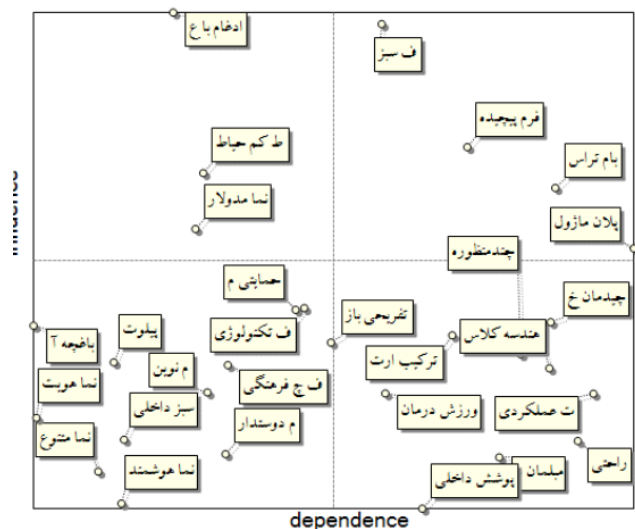 ادغام با ع
ف سبز
فرم پیچیده
ط کم حیاط
بام تراس
نما مدولار
پلان ماژول
چندمنظوره
حمایتی م
چیدمان خ
تفریحی باز
ف تکنولوژی
هندسه کلاس
پیلوت
باغچه آ
ترکیب ارت
م نوین
ف چ فرهنگی
نما هویت
سبز داخلی
ورزش درمان
ت عملکردی
م دوستدار
نما متنوع
راحتی
مبلمان
پوشش داخلی
نما هوشمند
dependence